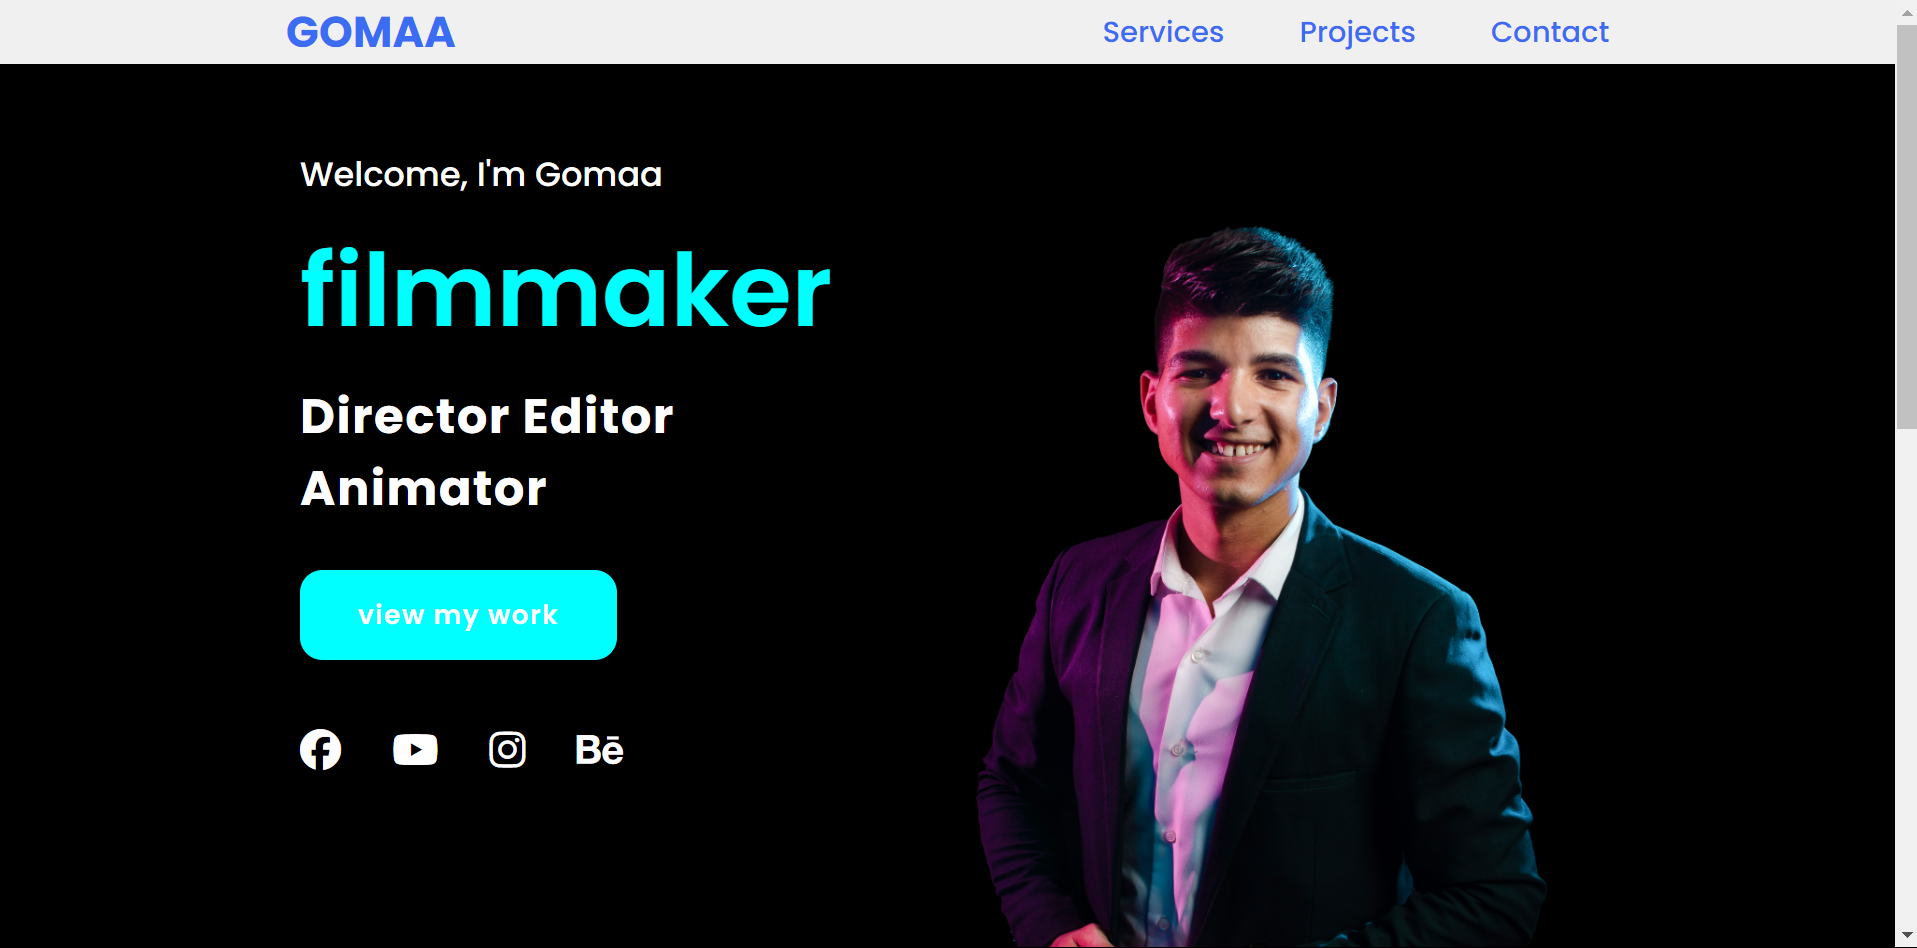 GOMAA
Services Projects Contact
Welcome, I'm Gomaa
filmmaker
Director Editor
Animator
view my work
Bē